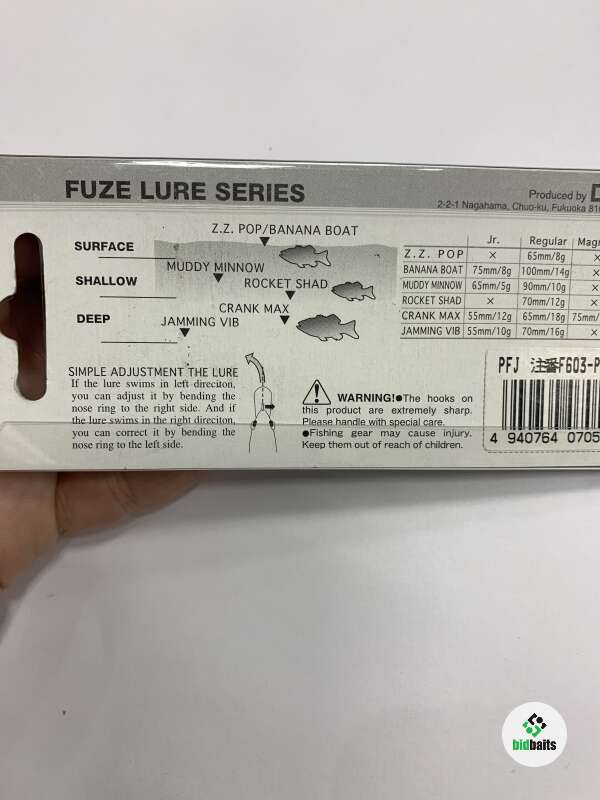 FUZE LURE SERIES
Produced by
2-2-1 Nagahama, Chuo-ku, Fukuoka
Z.Z. POP/BANANA BOAT
SURFACE
MUDDY MINNOW
SHALLOW
ROCKET SHAD
CRANK MAX
DEEP
JAMMING VIB
Jr. Regular
Z.Z. POP × 65mm/8g ×
BANANA BOAT 75mm/8g 100mm/14g ×
MUDDY MINNOW 65mm/5g 90mm/10g ×
ROCKET SHAD × 70mm/12g ×
CRANK MAX 55mm/12g 65mm/18g 75mm/
JAMMING VIB 55mm/10g 70mm/16g ×
SIMPLE ADJUSTMENT THE LURE
If the lure swims in left direciton,
you can adjust it by bending the
nose ring to the right side. And if
the lure swims in the right direciton,
you can correct it by bending the
nose ring to the left side.
WARNING!●The hooks on
this product are extremely sharp.
Please handle with special care.
●Fishing gear may cause injury.
Keep them out of reach of children.
PFJ 注番F603-P
4 940764 0705
bidbaits